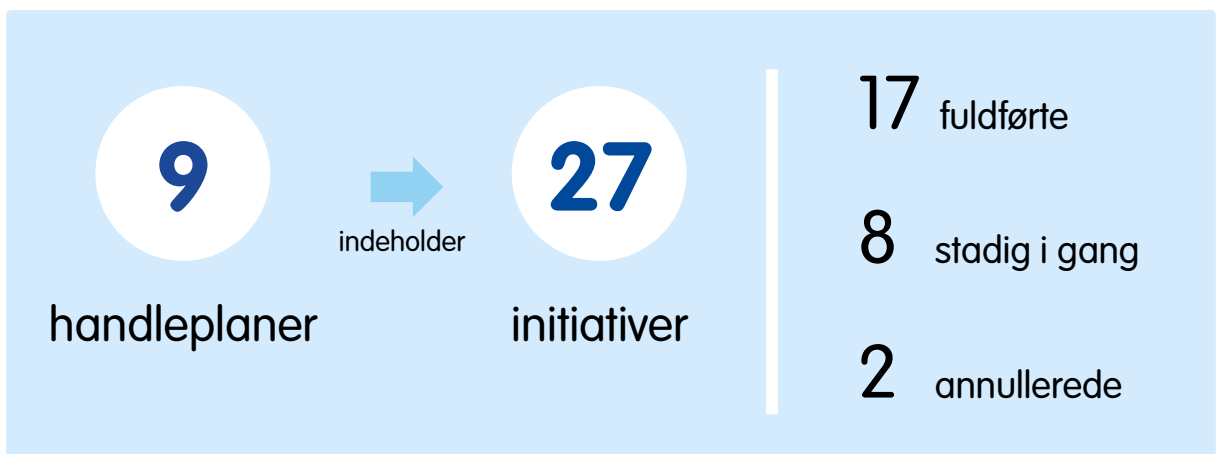 9
handleplaner
indeholder
27
initiativer
17 fuldførte
8 stadig i gang
2 annullerede